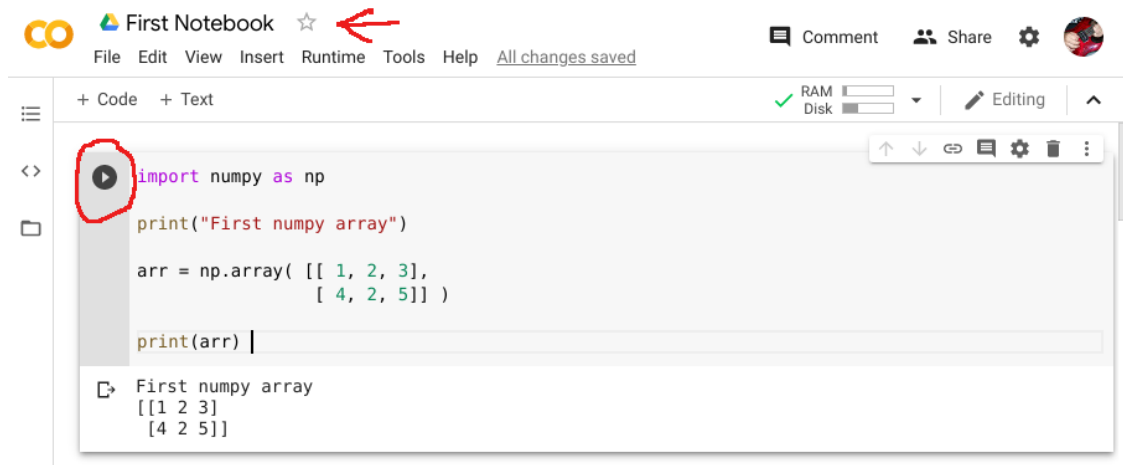 First Notebook
File Edit View Insert Runtime Tools Help All changes saved
Comment Share
+ Code + Text
RAM
Disk
Editing
import numpy as np
print("First numpy array")
arr = np.array( [[ 1, 2, 3],
[ 4, 2, 5]] )
print(arr)
First numpy array
[[1 2 3]
[4 2 5]]